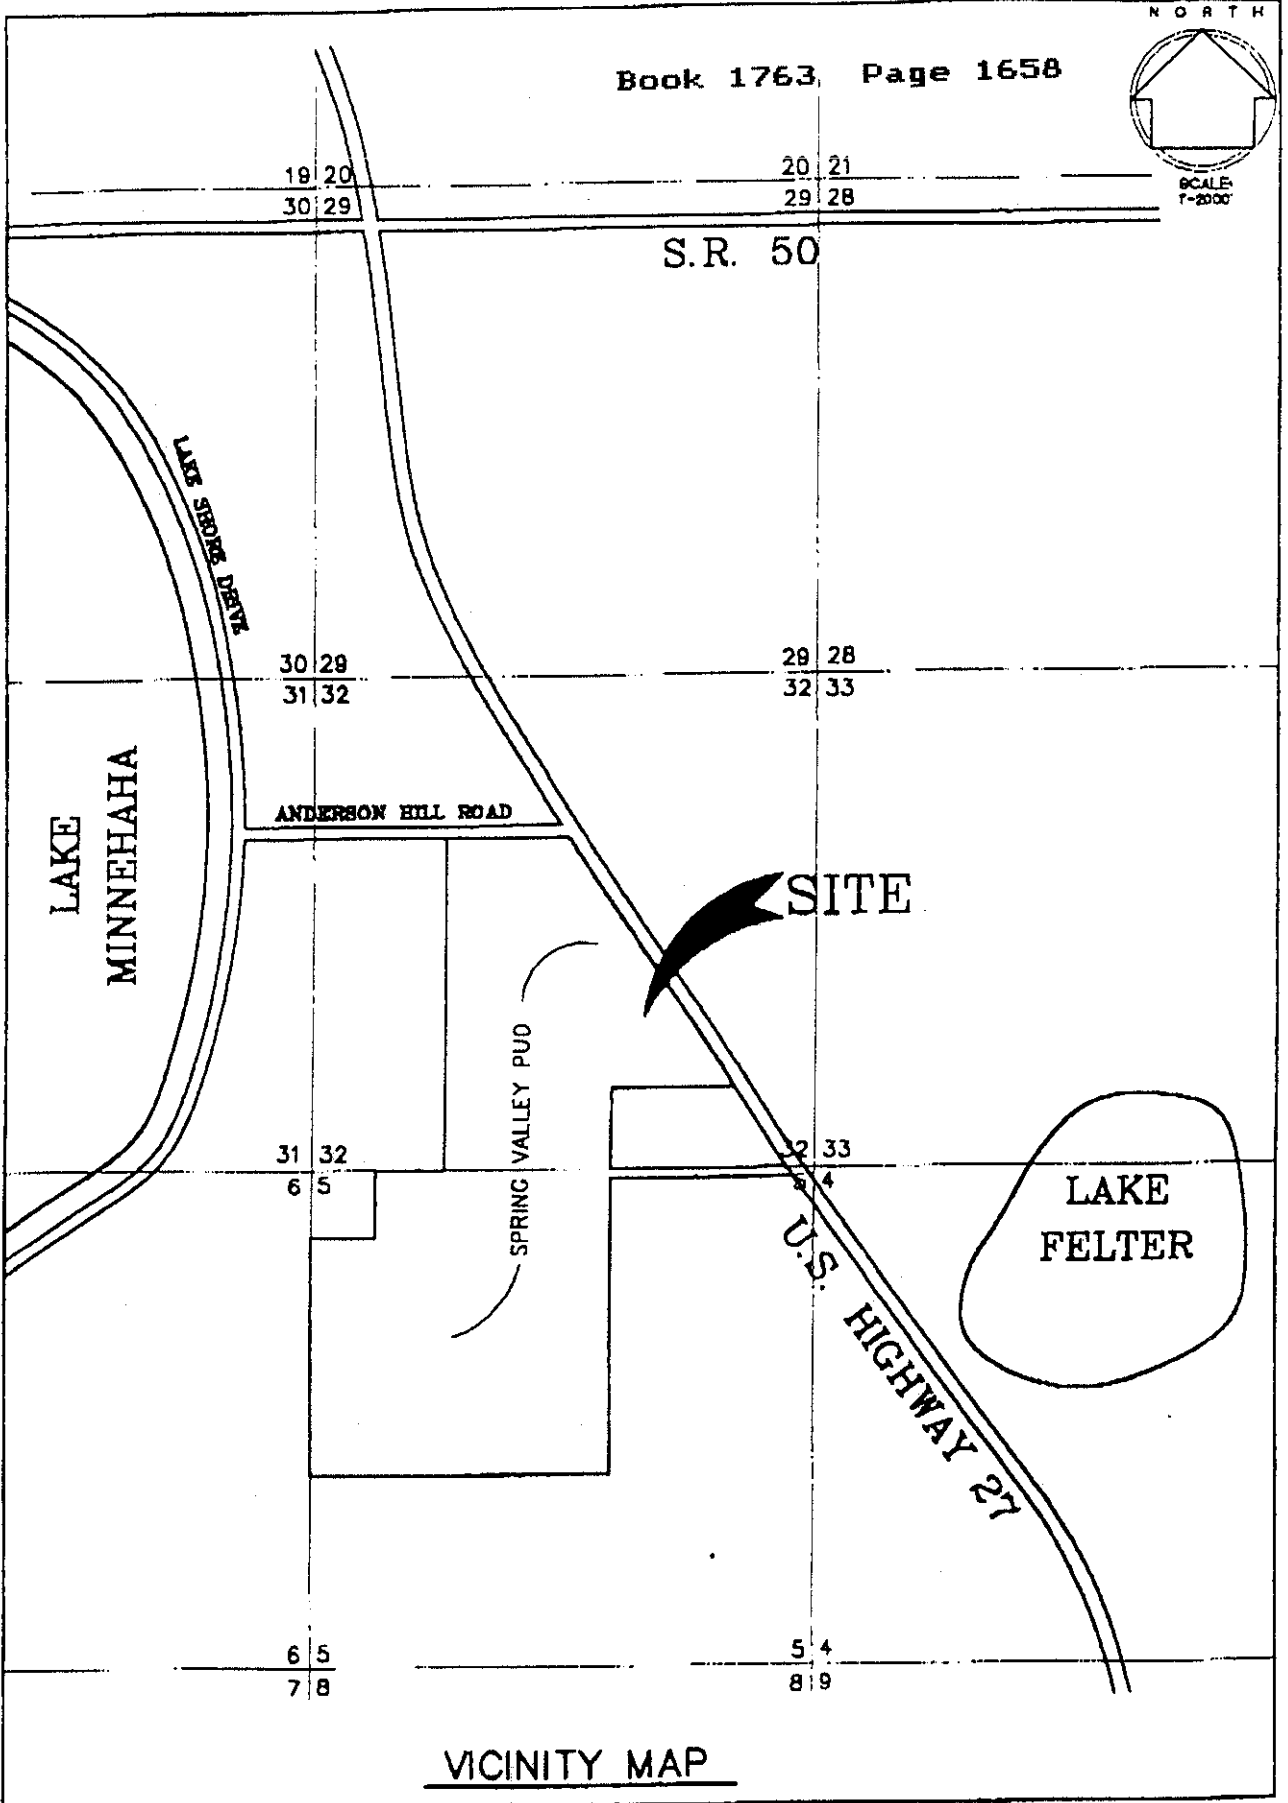 NORTH
Book 1763 Page 1658
SCALE:
1"=2000'
19 20
30 29
20 21
29 28
S.R. 50
LAKE SHORE DRIVE
30 29
31 32
29 28
32 33
LAKE
MINNEHAHA
ANDERSON HILL ROAD
SITE
SPRING VALLEY PUD
31 32
6 5
32 33
5 4
LAKE
FELTER
U.S. HIGHWAY 27
6 5
7 8
5 4
8 9
VICINITY MAP